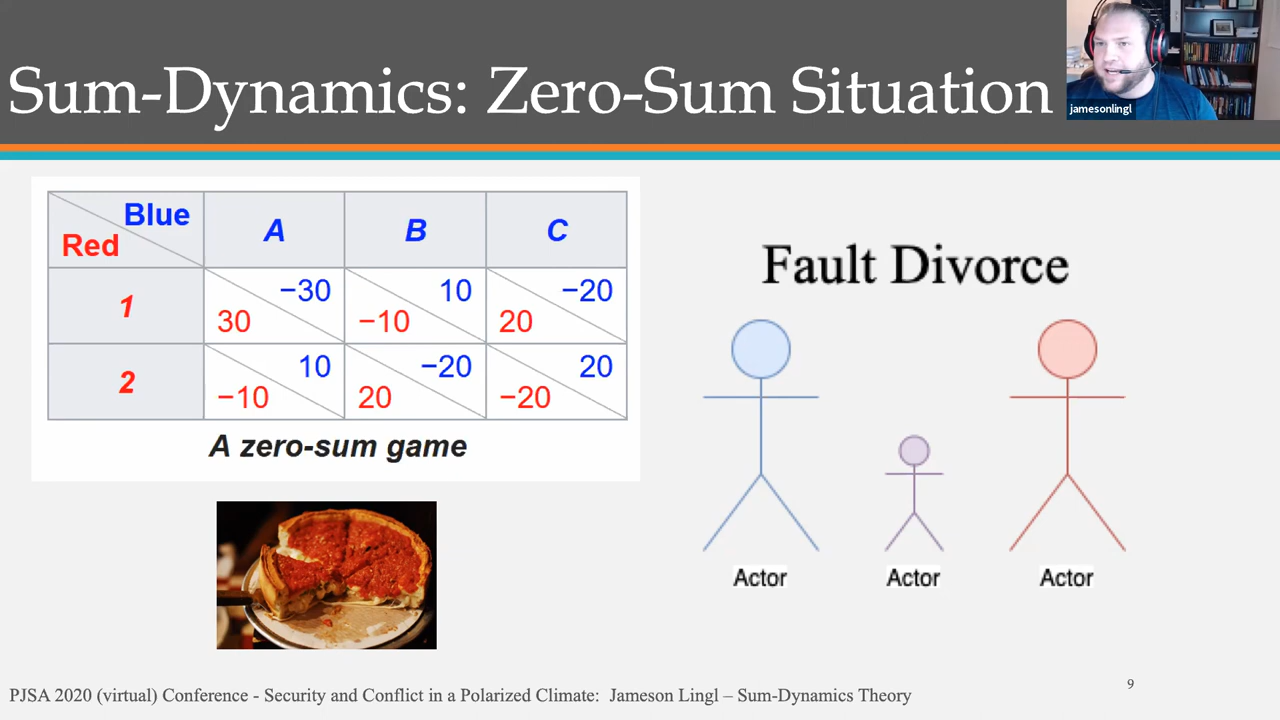 Sum-Dynamics: Zero-Sum Situation
jamesonlingl
Blue
Red
A
B
C
1
−30
30
10
−10
−20
20
2
10
−10
−20
20
20
−20
A zero-sum game
Fault Divorce
Actor
Actor
Actor
PJSA 2020 (virtual) Conference - Security and Conflict in a Polarized Climate: Jameson Lingl – Sum-Dynamics Theory
9